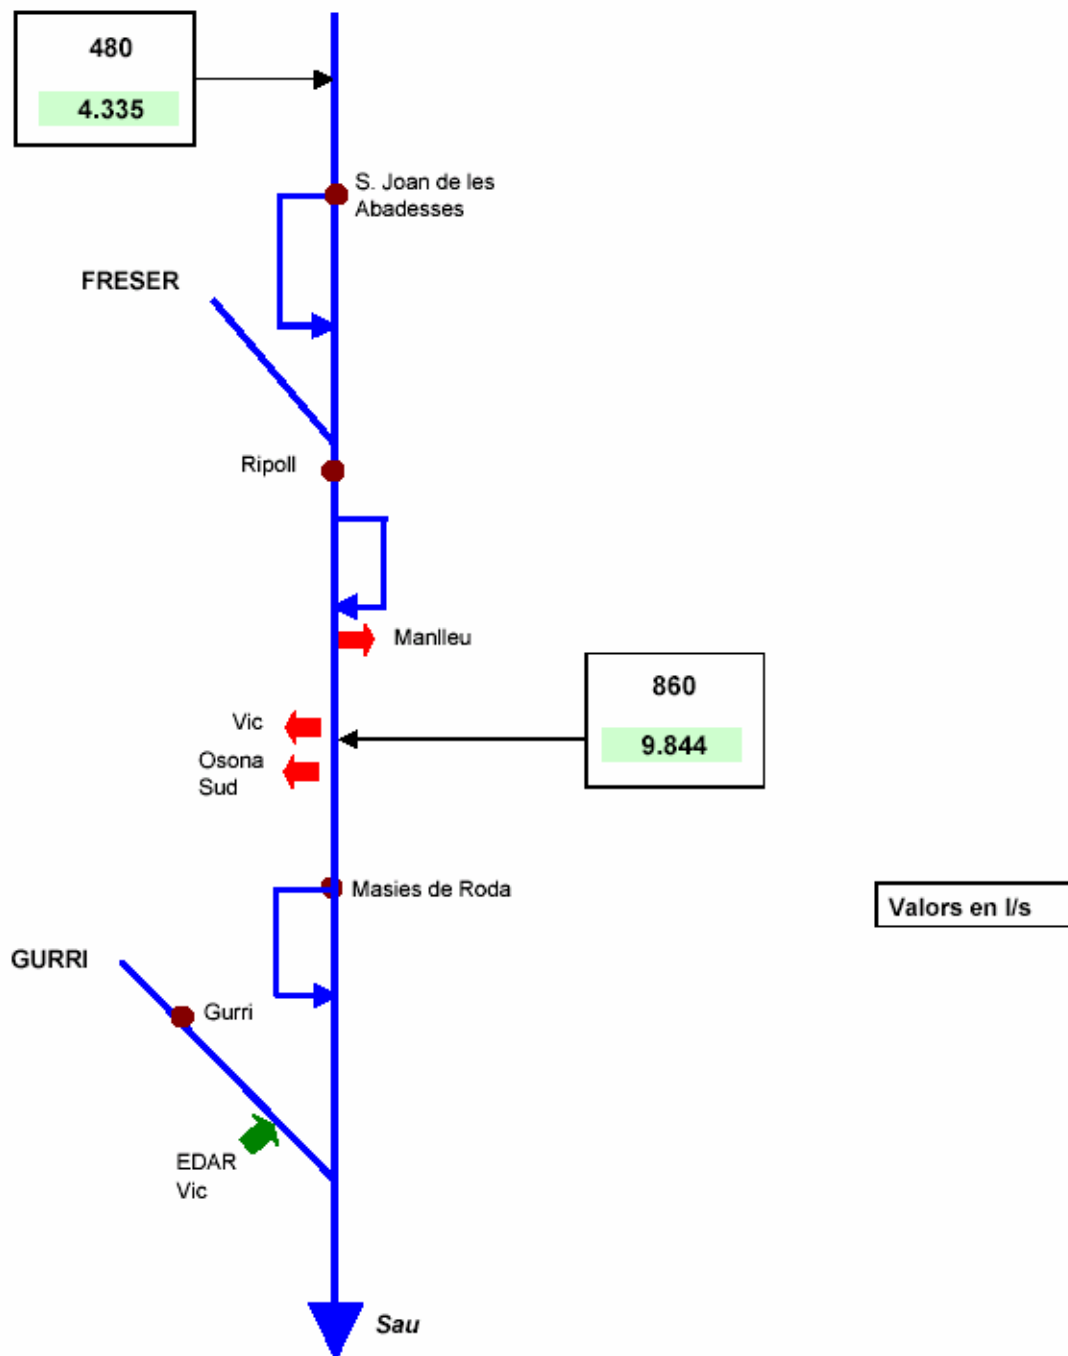 480
4.335
S. Joan de les
Abadesses
FRESER
Ripoll
Manlleu
860
9.844
Vic
Osona
Sud
Masies de Roda
Valors en l/s
GURRI
Gurri
EDAR
Vic
Sau